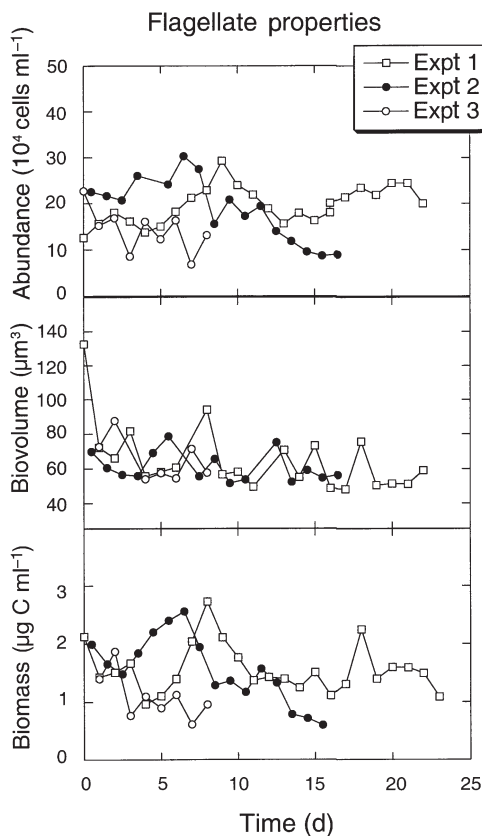 Flagellate properties
Expt 1
Expt 2
Expt 3
Abundance (10⁴ cells ml⁻¹)
50
40
30
20
10
0
Biovolume (µm³)
140
120
100
80
60
40
Biomass (µg C ml⁻¹)
3
2
1
0
0 5 10 15 20 25
Time (d)